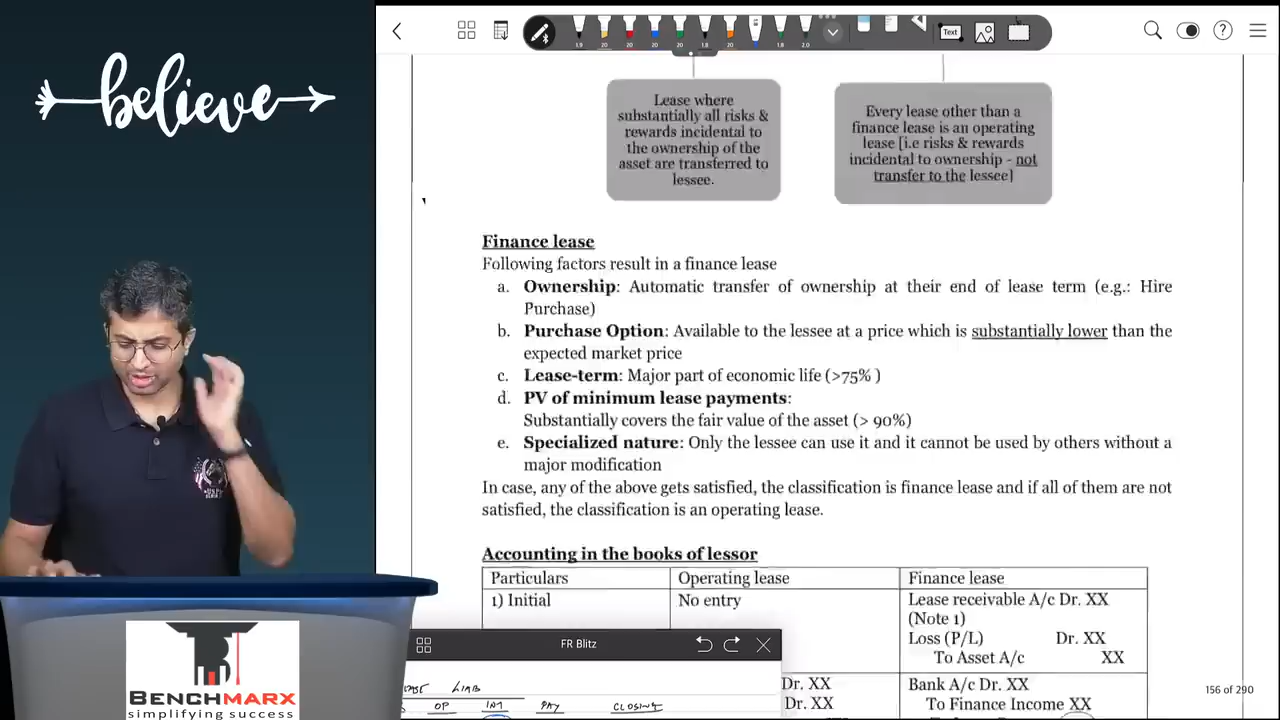 believe
Text
Lease where
substantially all risks &
rewards incidental to
the ownership of the
asset are transferred to
lessee.
Every lease other than a
finance lease is an operating
lease [i.e risks & rewards
incidental to ownership - not
transfer to the lessee]
Finance lease
Following factors result in a finance lease
a. Ownership: Automatic transfer of ownership at their end of lease term (e.g.: Hire
Purchase)
b. Purchase Option: Available to the lessee at a price which is substantially lower than the
expected market price
c. Lease-term: Major part of economic life (>75% )
d. PV of minimum lease payments:
Substantially covers the fair value of the asset (> 90%)
e. Specialized nature: Only the lessee can use it and it cannot be used by others without a
major modification
In case, any of the above gets satisfied, the classification is finance lease and if all of them are not
satisfied, the classification is an operating lease.
Accounting in the books of lessor
Particulars Operating lease Finance lease
1) Initial No entry Lease receivable A/c Dr. XX
(Note 1)
Loss (P/L) Dr. XX
To Asset A/c XX
FR Blitz
Dr. XX Bank A/c Dr. XX
Dr. XX To Finance Income XX
LIAB
OP INT PAY CLOSING
156 of 290
BENCHMARX
simplifying success